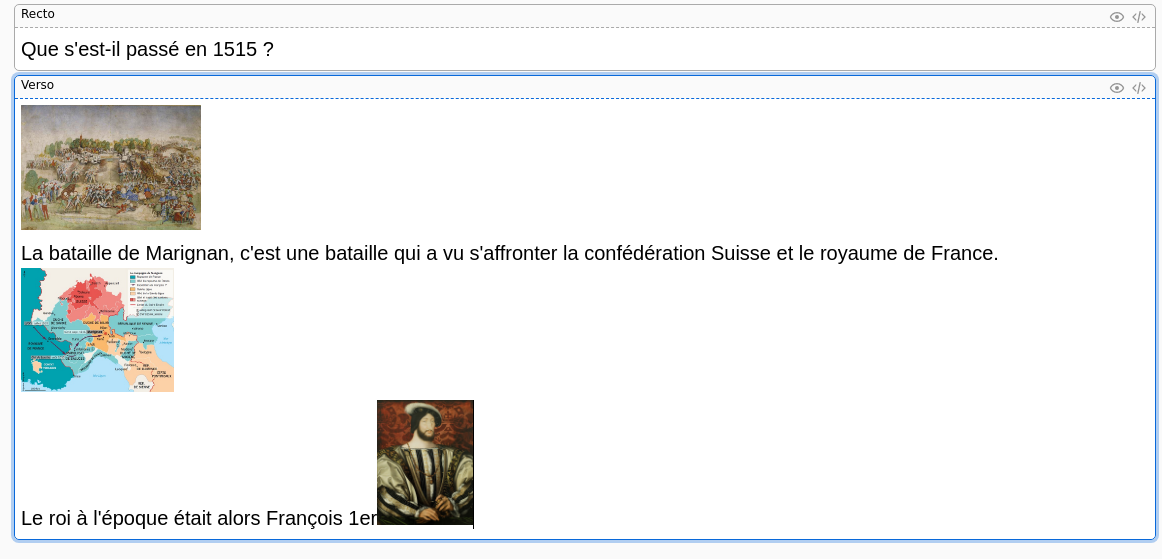 Recto
Que s'est-il passé en 1515 ?
Verso
La bataille de Marignan, c'est une bataille qui a vu s'affronter la confédération Suisse et le royaume de France.
Le roi à l'époque était alors François 1er